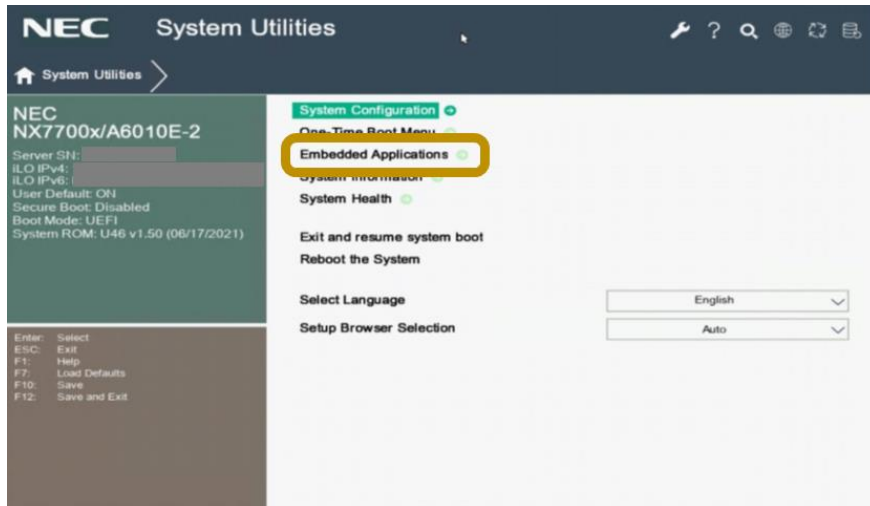 NEC System Utilities
?
System Utilities
NEC
NX7700x/A6010E-2
Server SN:
iLO IPv4:
iLO IPv6:
User Default: ON
Secure Boot: Disabled
Boot Mode: UEFI
System ROM: U46 v1.50 (06/17/2021)
Enter: Select
ESC: Exit
F1: Help
F7: Load Defaults
F10: Save
F12: Save and Exit
System Configuration
One-Time Boot Menu
Embedded Applications
System Information
System Health
Exit and resume system boot
Reboot the System
Select Language English
Setup Browser Selection Auto